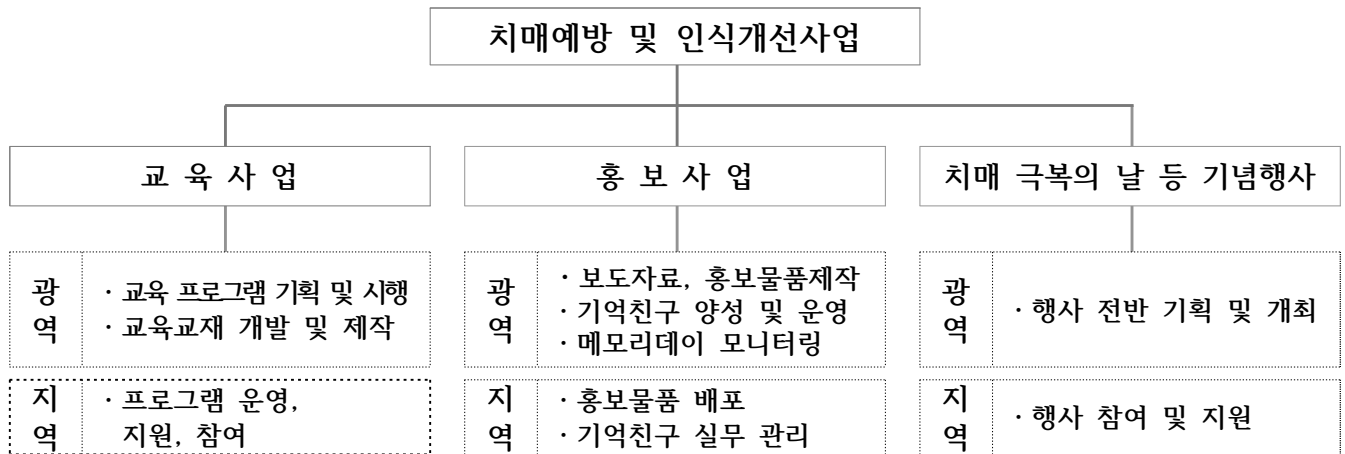 치매예방 및 인식개선사업
교 육 사 업
홍 보 사 업
치매 극복의 날 등 기념행사
광역
· 교육 프로그램 기획 및 시행
· 교육교재 개발 및 제작
광역
· 보도자료, 홍보물품제작
· 기억친구 양성 및 운영
· 메모리데이 모니터링
광역
· 행사 전반 기획 및 개최
지역
· 프로그램 운영,
지원, 참여
지역
· 홍보물품 배포
· 기억친구 실무 관리
지역
· 행사 참여 및 지원